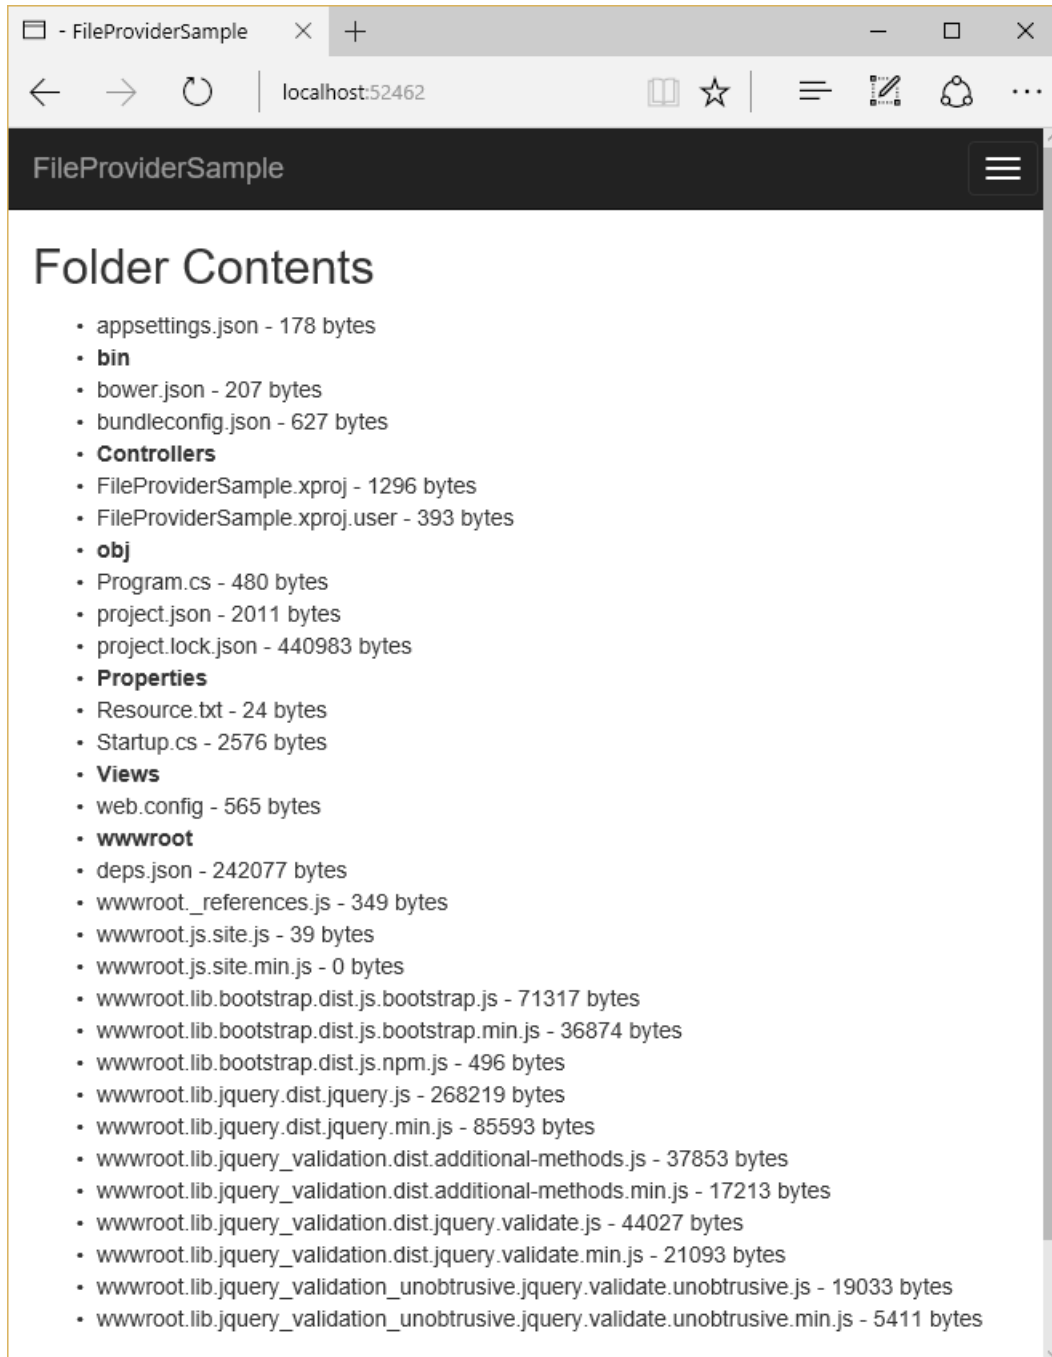 - FileProviderSample
localhost:52462
FileProviderSample
Folder Contents
• appsettings.json - 178 bytes
• bin
• bower.json - 207 bytes
• bundleconfig.json - 627 bytes
• Controllers
• FileProviderSample.xproj - 1296 bytes
• FileProviderSample.xproj.user - 393 bytes
• obj
• Program.cs - 480 bytes
• project.json - 2011 bytes
• project.lock.json - 440983 bytes
• Properties
• Resource.txt - 24 bytes
• Startup.cs - 2576 bytes
• Views
• web.config - 565 bytes
• wwwroot
• deps.json - 242077 bytes
• wwwroot._references.js - 349 bytes
• wwwroot.js.site.js - 39 bytes
• wwwroot.js.site.min.js - 0 bytes
• wwwroot.lib.bootstrap.dist.js.bootstrap.js - 71317 bytes
• wwwroot.lib.bootstrap.dist.js.bootstrap.min.js - 36874 bytes
• wwwroot.lib.bootstrap.dist.js.npm.js - 496 bytes
• wwwroot.lib.jquery.dist.jquery.js - 268219 bytes
• wwwroot.lib.jquery.dist.jquery.min.js - 85593 bytes
• wwwroot.lib.jquery_validation.dist.additional-methods.js - 37853 bytes
• wwwroot.lib.jquery_validation.dist.additional-methods.min.js - 17213 bytes
• wwwroot.lib.jquery_validation.dist.jquery.validate.js - 44027 bytes
• wwwroot.lib.jquery_validation.dist.jquery.validate.min.js - 21093 bytes
• wwwroot.lib.jquery_validation_unobtrusive.jquery.validate.unobtrusive.js - 19033 bytes
• wwwroot.lib.jquery_validation_unobtrusive.jquery.validate.unobtrusive.min.js - 5411 bytes